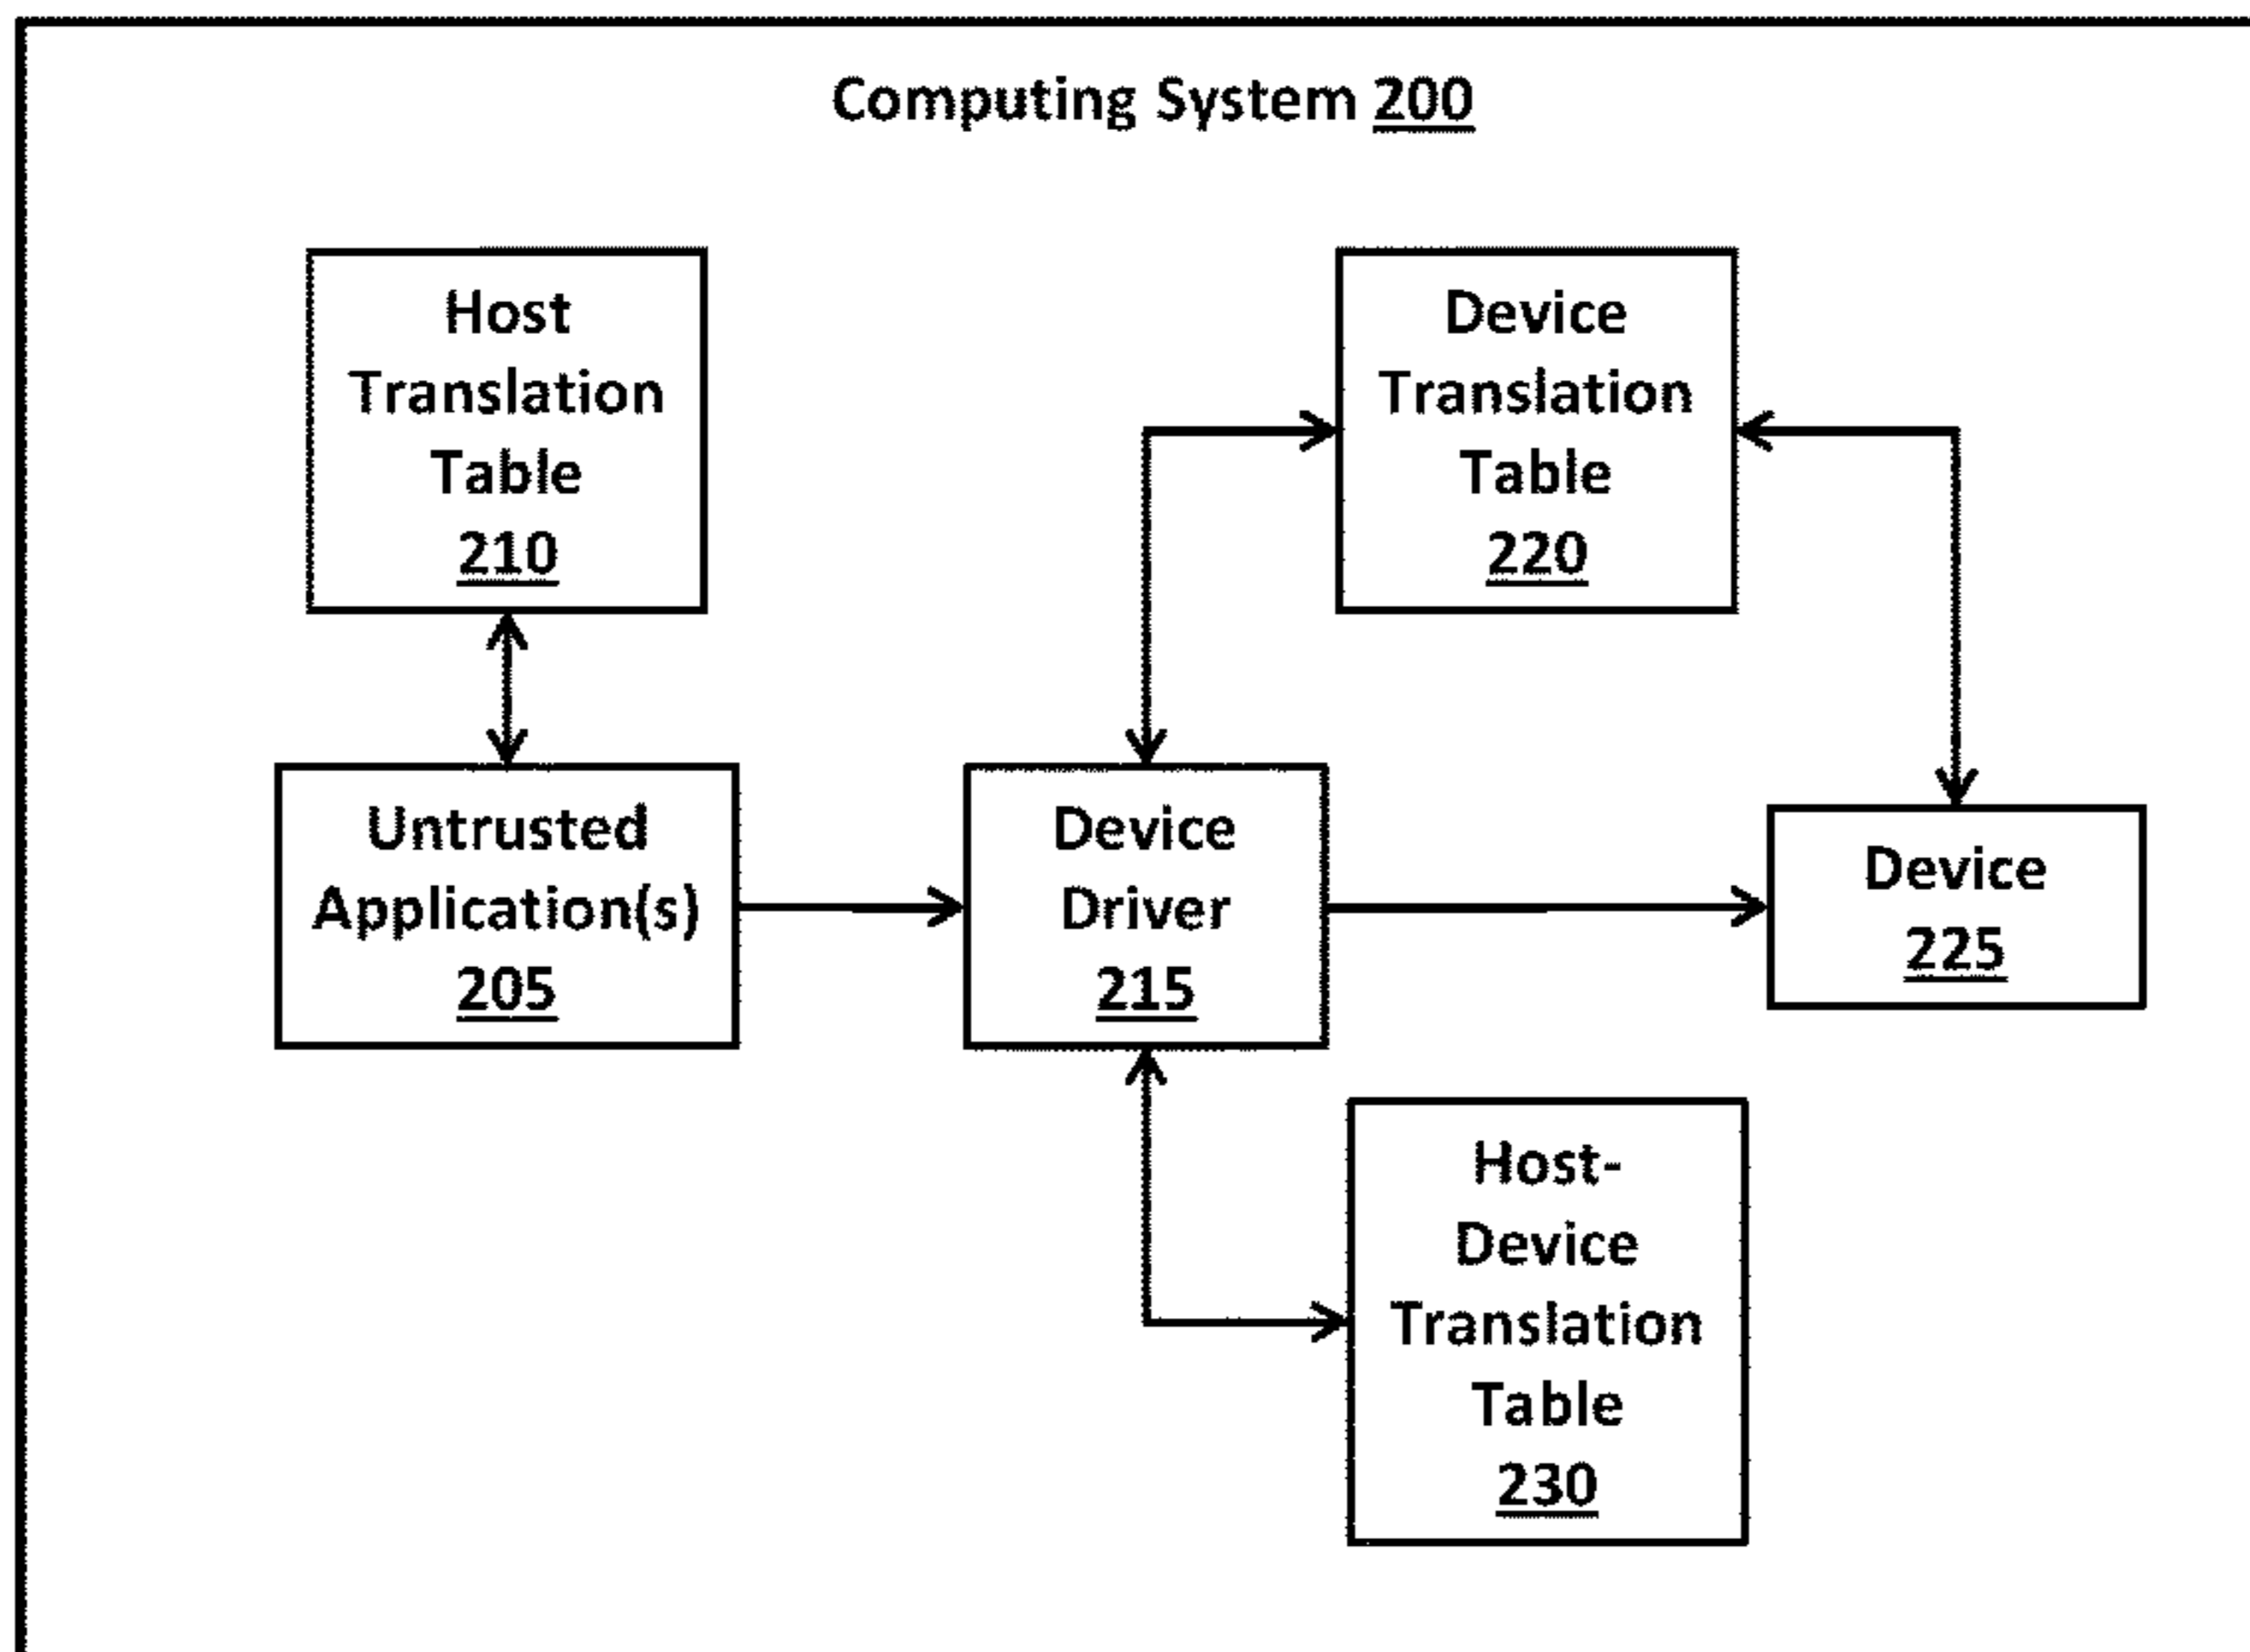 Computing System 200
Host
Translation
Table
210
Device
Translation
Table
220
Untrusted
Application(s)
205
Device
Driver
215
Device
225
Host-
Device
Translation
Table
230